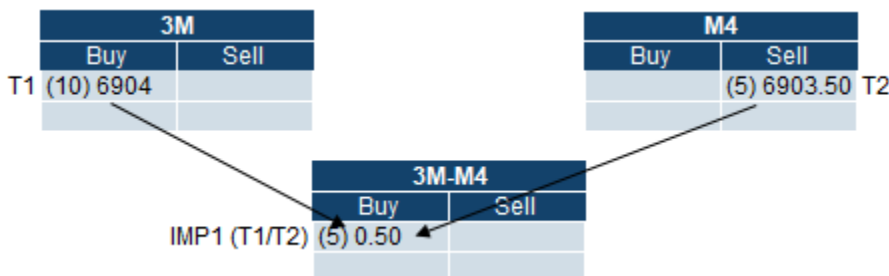 3M M4
Buy Sell Buy Sell
T1 (10) 6904 (5) 6903.50 T2
3M-M4
Buy Sell
IMP1 (T1/T2) (5) 0.50